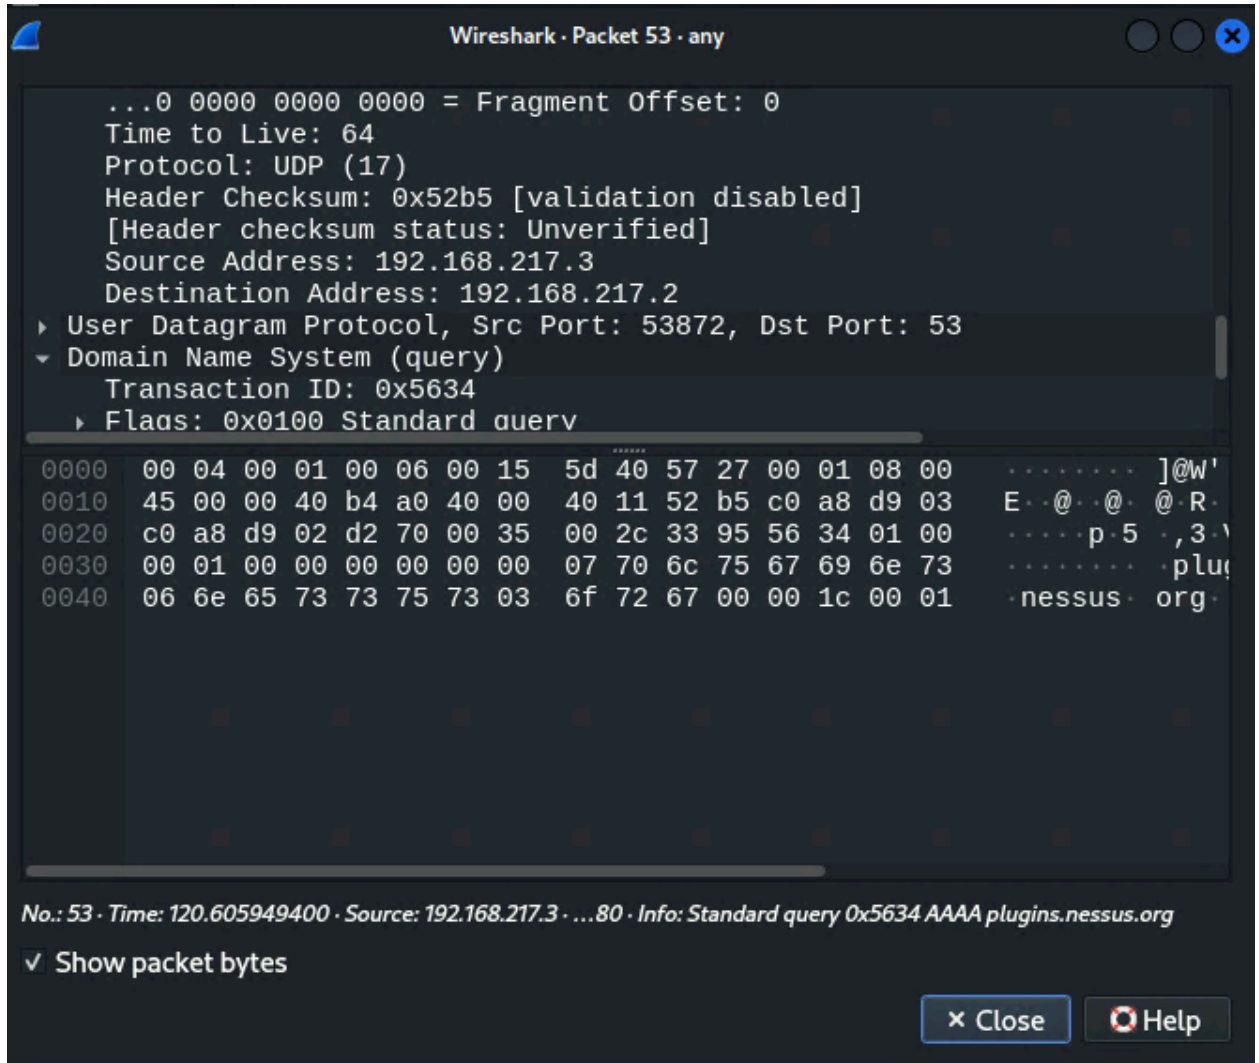 Wireshark · Packet 53 · any
...0 0000 0000 0000 = Fragment Offset: 0
Time to Live: 64
Protocol: UDP (17)
Header Checksum: 0x52b5 [validation disabled]
[Header checksum status: Unverified]
Source Address: 192.168.217.3
Destination Address: 192.168.217.2
User Datagram Protocol, Src Port: 53872, Dst Port: 53
Domain Name System (query)
Transaction ID: 0x5634
Flags: 0x0100 Standard query
0000 00 04 00 01 00 06 00 15 5d 40 57 27 00 01 08 00 ········ ]@W'
0010 45 00 00 40 b4 a0 40 00 40 11 52 b5 c0 a8 d9 03 E··@··@· @·R·
0020 c0 a8 d9 02 d2 70 00 35 00 2c 33 95 56 34 01 00 ·····p·5 ·,3·
0030 00 01 00 00 00 00 00 00 07 70 6c 75 67 69 6e 73 ········ ·plug
0040 06 6e 65 73 73 75 73 03 6f 72 67 00 00 1c 00 01 ·nessus· org·
No.: 53 · Time: 120.605949400 · Source: 192.168.217.3 · ...80 · Info: Standard query 0x5634 AAAA plugins.nessus.org
Show packet bytes
Close
Help